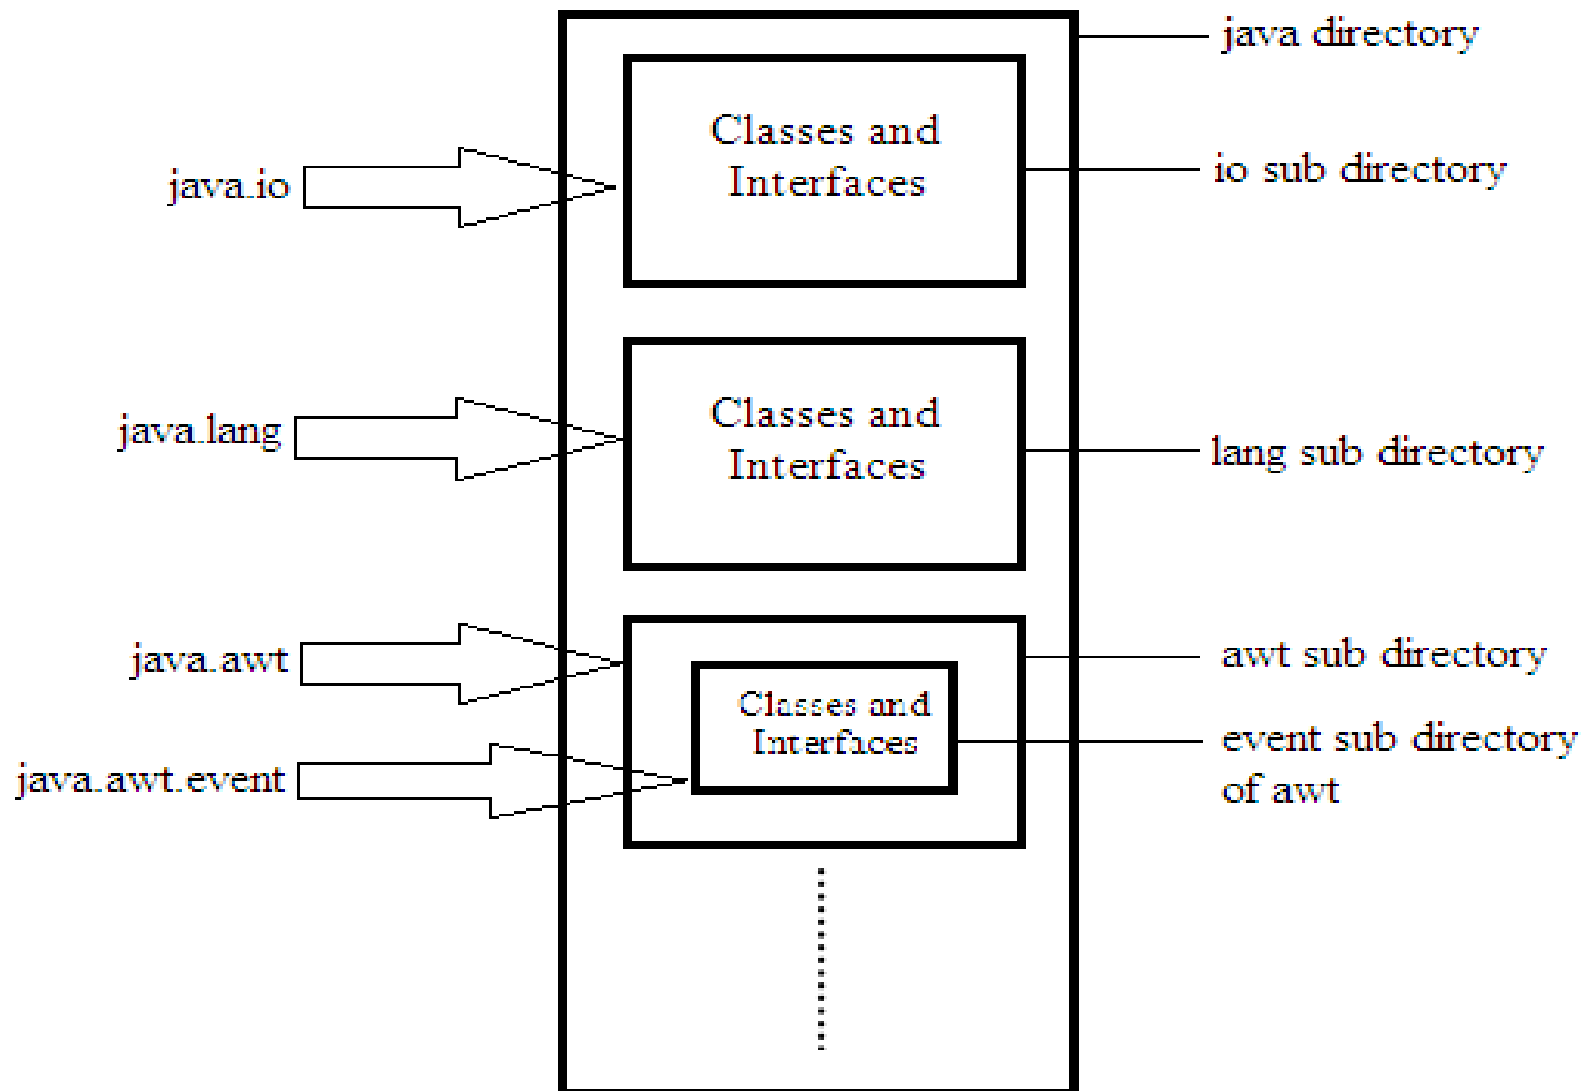 java directory
Classes and
Interfaces
java.io
io sub directory
Classes and
Interfaces
java.lang
lang sub directory
java.awt
awt sub directory
Classes and
Interfaces
java.awt.event
event sub directory
of awt